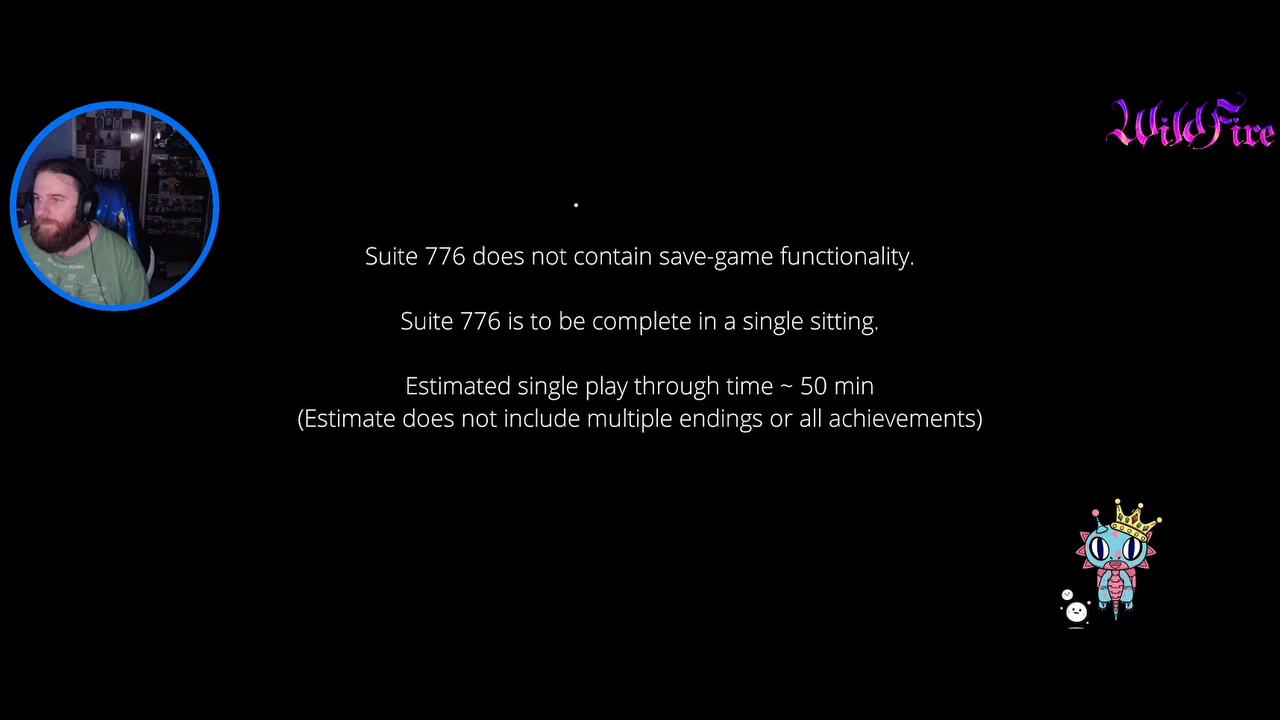 WildFire
Suite 776 does not contain save-game functionality.
Suite 776 is to be complete in a single sitting.
Estimated single play through time ~ 50 min
(Estimate does not include multiple endings or all achievements)